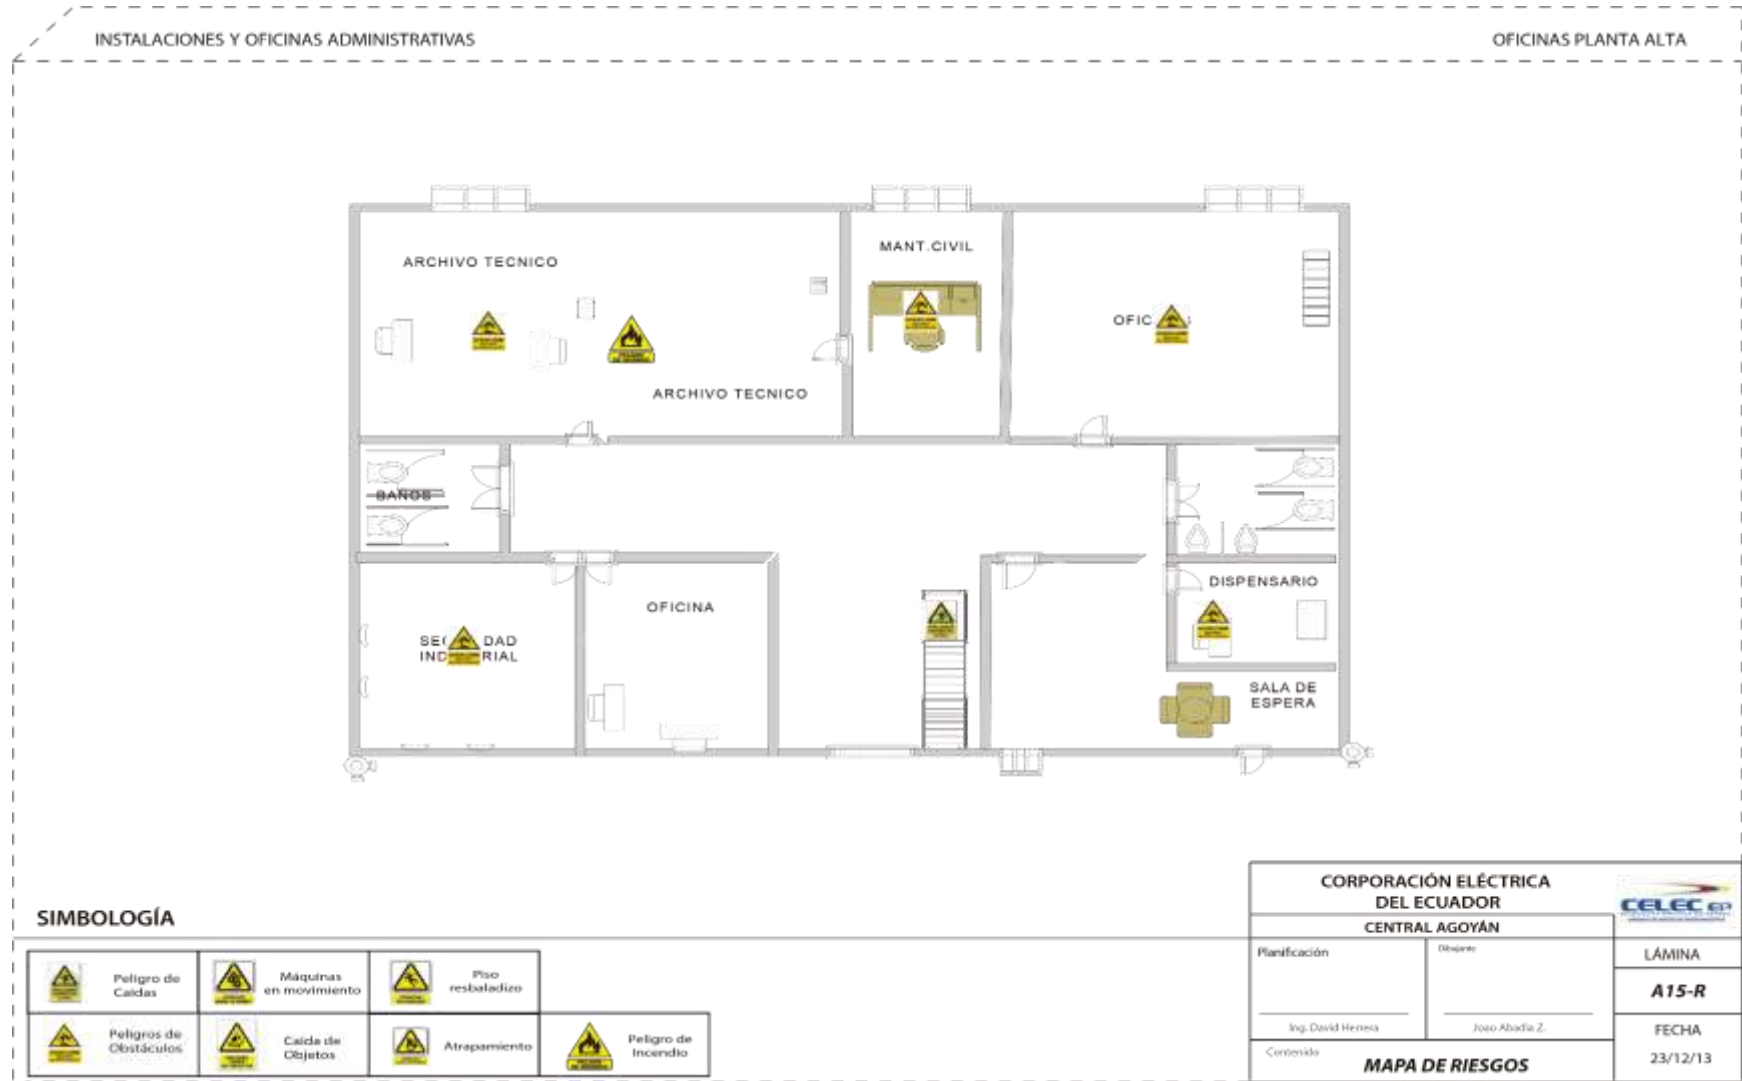 INSTALACIONES Y OFICINAS ADMINISTRATIVAS
OFICINAS PLANTA ALTA
ARCHIVO TECNICO
MANT.CIVIL
OFIC
ARCHIVO TECNICO
BAÑOS
OFICINA
DISPENSARIO
SE DAD
IND RIAL
SALA DE
ESPERA
SIMBOLOGÍA
Peligro de
Caídas
Máquinas
en movimiento
Piso
resbaladizo
Peligros de
Obstáculos
Caída de
Objetos
Atrapamiento
Peligro de
Incendio
CORPORACIÓN ELÉCTRICA
DEL ECUADOR
CELEC EP
CENTRAL AGOYÁN
Planificación
Dibujante
LÁMINA
A15-R
Ing. David Herrera
Joao Abadía Z.
FECHA
23/12/13
Contenido
MAPA DE RIESGOS